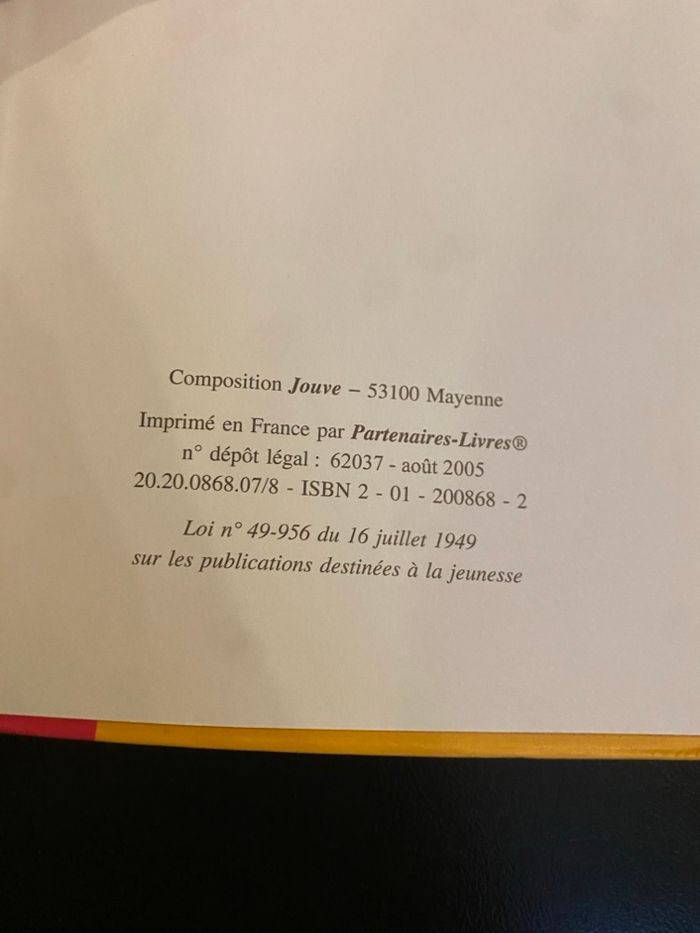 Composition Jouve – 53100 Mayenne
Imprimé en France par Partenaires-Livres®
n° dépôt légal : 62037 - août 2005
20.20.0868.07/8 - ISBN 2 - 01 - 200868 - 2
Loi n° 49-956 du 16 juillet 1949
sur les publications destinées à la jeunesse